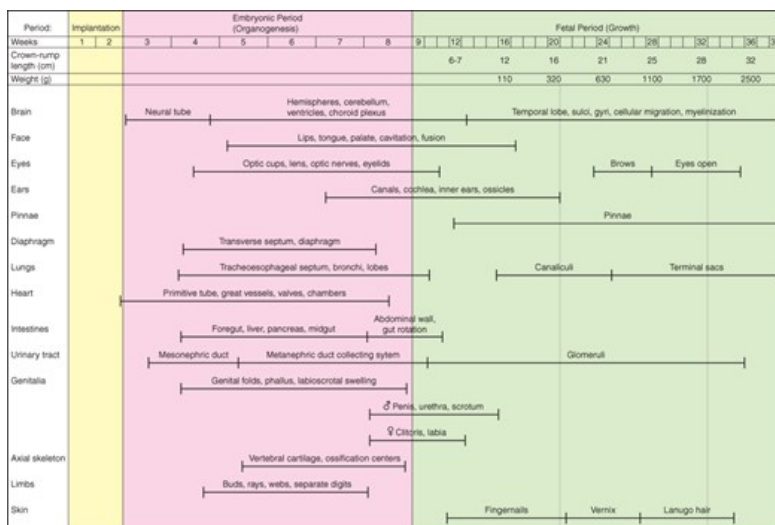 Period: Implantation Embryonic Period (Organogenesis) Fetal Period (Growth)
Weeks 1 2 3 4 5 6 7 8 9 12 16 20 24 28 32 36
Crown-rump length (cm) 6-7 12 16 21 25 28 32
Weight (g) 110 320 630 1100 1700 2500
Brain Neural tube Hemispheres, cerebellum, ventricles, choroid plexus Temporal lobe, sulci, gyri, cellular migration, myelinization
Face Lips, tongue, palate, cavitation, fusion
Eyes Optic cups, lens, optic nerves, eyelids Brows Eyes open
Ears Canals, cochlea, inner ears, ossicles
Pinnae Pinnae
Diaphragm Transverse septum, diaphragm
Lungs Tracheoesophageal septum, bronchi, lobes Canaliculi Terminal sacs
Heart Primitive tube, great vessels, valves, chambers
Intestines Foregut, liver, pancreas, midgut Abdominal wall, gut rotation
Urinary tract Mesonephric duct Metanephric duct collecting sytem Glomeruli
Genitalia Genital folds, phallus, labioscrotal swelling
♂ Penis, urethra, scrotum
♀ Clitoris, labia
Axial skeleton Vertebral cartilage, ossification centers
Limbs Buds, rays, webs, separate digits
Skin Fingernails Vernix Lanugo hair